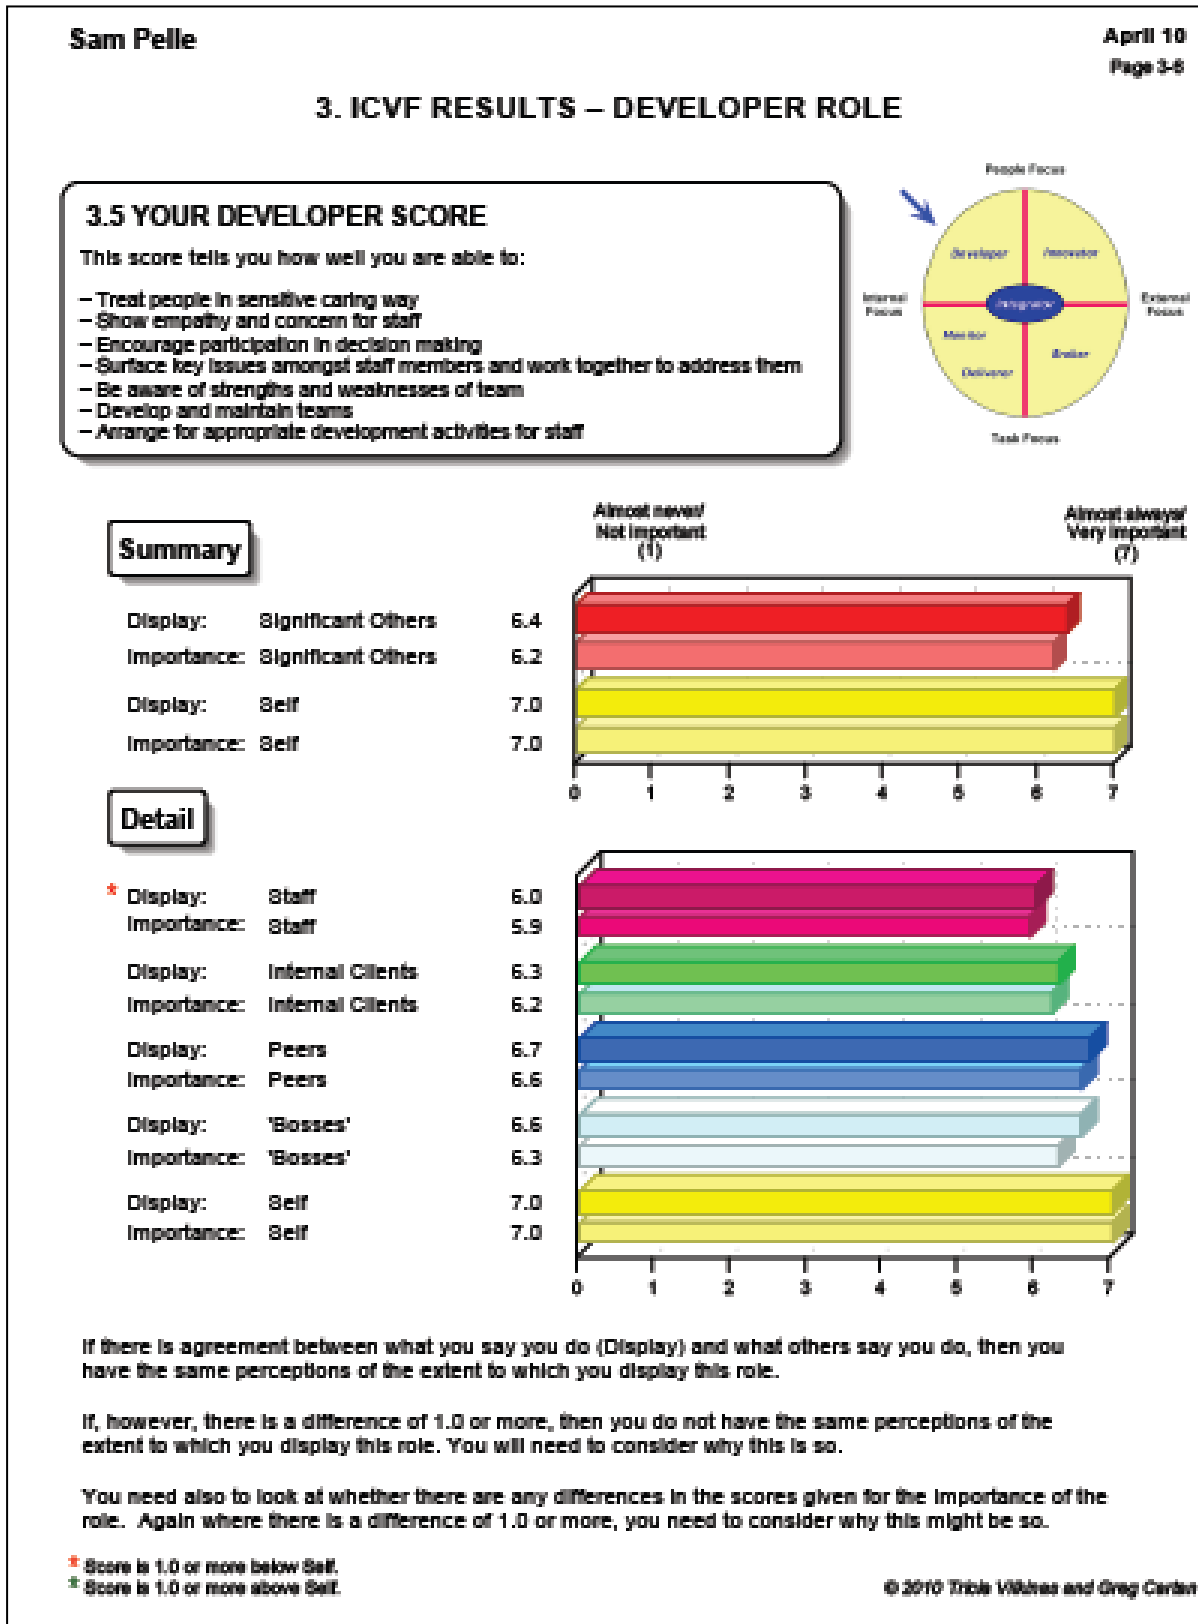 Sam Pelle
April 10
Page 3-6
3. ICVF RESULTS – DEVELOPER ROLE
3.5 YOUR DEVELOPER SCORE
This score tells you how well you are able to:
– Treat people in sensitive caring way
– Show empathy and concern for staff
– Encourage participation in decision making
– Surface key issues amongst staff members and work together to address them
– Be aware of strengths and weaknesses of team
– Develop and maintain teams
– Arrange for appropriate development activities for staff
People Focus
Developer
Innovator
Internal
Focus
Integrator
External
Focus
Monitor
Broker
Deliverer
Task Focus
Summary
Almost never/
Not important
(1)
Almost always/
Very important
(7)
Display: Significant Others 6.4
Importance: Significant Others 6.2
Display: Self 7.0
Importance: Self 7.0
0 1 2 3 4 5 6 7
Detail
* Display: Staff 6.0
Importance: Staff 5.9
Display: Internal Clients 6.3
Importance: Internal Clients 6.2
Display: Peers 6.7
Importance: Peers 6.6
Display: 'Bosses' 6.6
Importance: 'Bosses' 6.3
Display: Self 7.0
Importance: Self 7.0
0 1 2 3 4 5 6 7
If there is agreement between what you say you do (Display) and what others say you do, then you
have the same perceptions of the extent to which you display this role.
If, however, there is a difference of 1.0 or more, then you do not have the same perceptions of the
extent to which you display this role. You will need to consider why this is so.
You need also to look at whether there are any differences in the scores given for the importance of the
role. Again where there is a difference of 1.0 or more, you need to consider why this might be so.
* Score is 1.0 or more below Self.
* Score is 1.0 or more above Self.
© 2010 Tricia Vilkinas and Greg Cartan